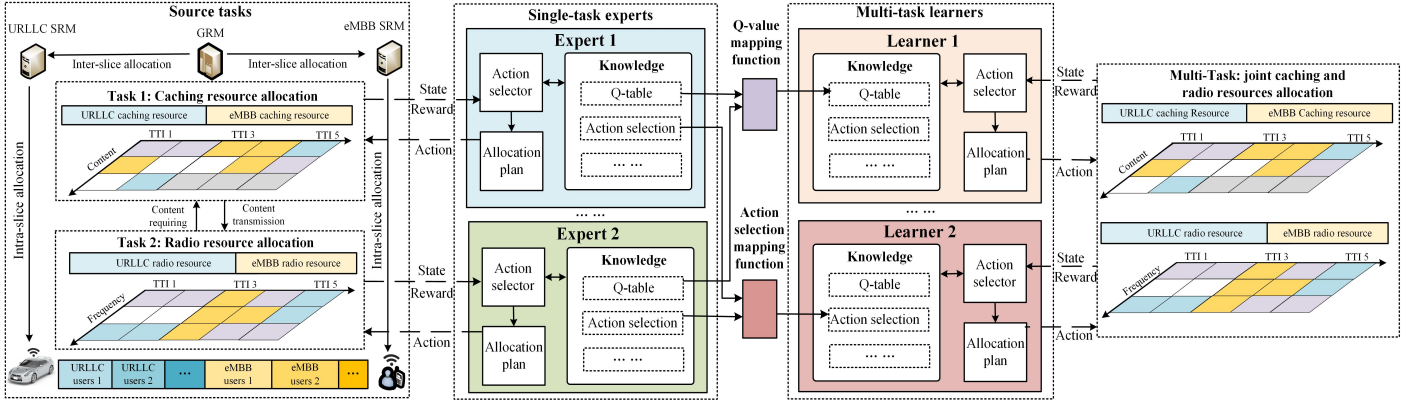 Source tasks
URLLC SRM
GRM
eMBB SRM
Inter-slice allocation
Inter-slice allocation
Task 1: Caching resource allocation
URLLC caching resource
eMBB caching resource
TTI 1
TTI 3
TTI 5
Content
Intra-slice allocation
Intra-slice allocation
Content
requiring
Content
transmission
Task 2: Radio resource allocation
URLLC radio resource
eMBB radio resource
TTI 1
TTI 3
TTI 5
Frequency
URLLC
users 1
URLLC
users 2
...
eMBB
users 1
eMBB
users 2
...
State
Reward
Action
State
Reward
Action
Single-task experts
Expert 1
Action
selector
Allocation
plan
Knowledge
Q-table
Action selection
... ...
... ...
Expert 2
Action
selector
Allocation
plan
Knowledge
Q-table
Action selection
... ...
Q-value
mapping
function
Action
selection
mapping
function
Multi-task learners
Learner 1
Knowledge
Q-table
Action selection
... ...
Action
selector
Allocation
plan
... ...
Learner 2
Knowledge
Q-table
Action selection
... ...
Action
selector
Allocation
plan
State
Reward
Action
State
Reward
Action
Multi-Task: joint caching and
radio resources allocation
URLLC caching Resource
eMBB Caching resource
TTI 1
TTI 3
TTI 5
Content
URLLC radio resource
eMBB radio resource
TTI 1
TTI 3
TTI 5
Frequency